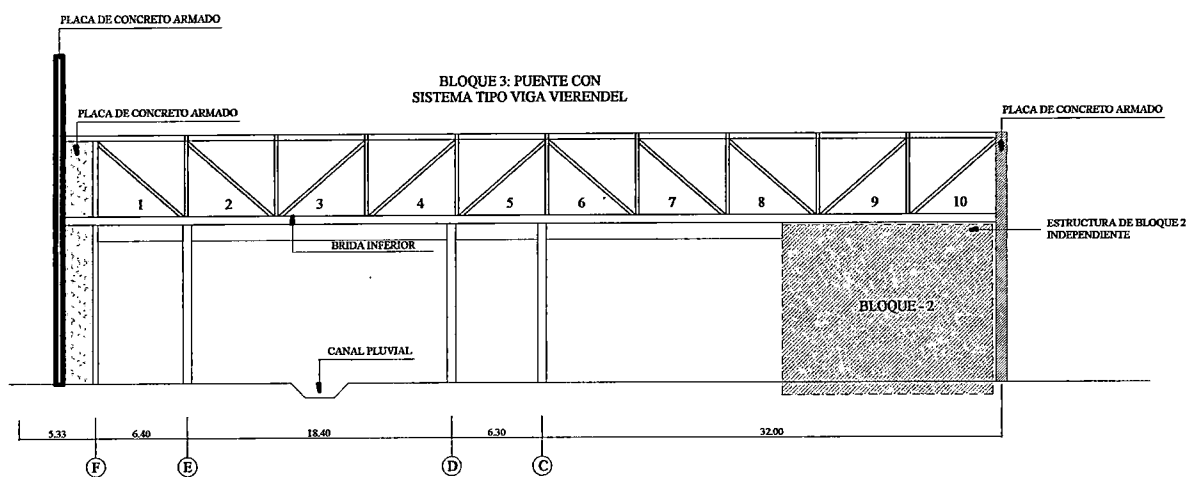 PLACA DE CONCRETO ARMADO
BLOQUE 3: PUENTE CON
SISTEMA TIPO VIGA VIERENDEL
PLACA DE CONCRETO ARMADO
PLACA DE CONCRETO ARMADO
1 2 3 4 5 6 7 8 9 10
BRIDA INFERIOR
ESTRUCTURA DE BLOQUE 2
INDEPENDIENTE
BLOQUE - 2
CANAL PLUVIAL
5.33 6.40 18.40 6.30 32.00
F E D C